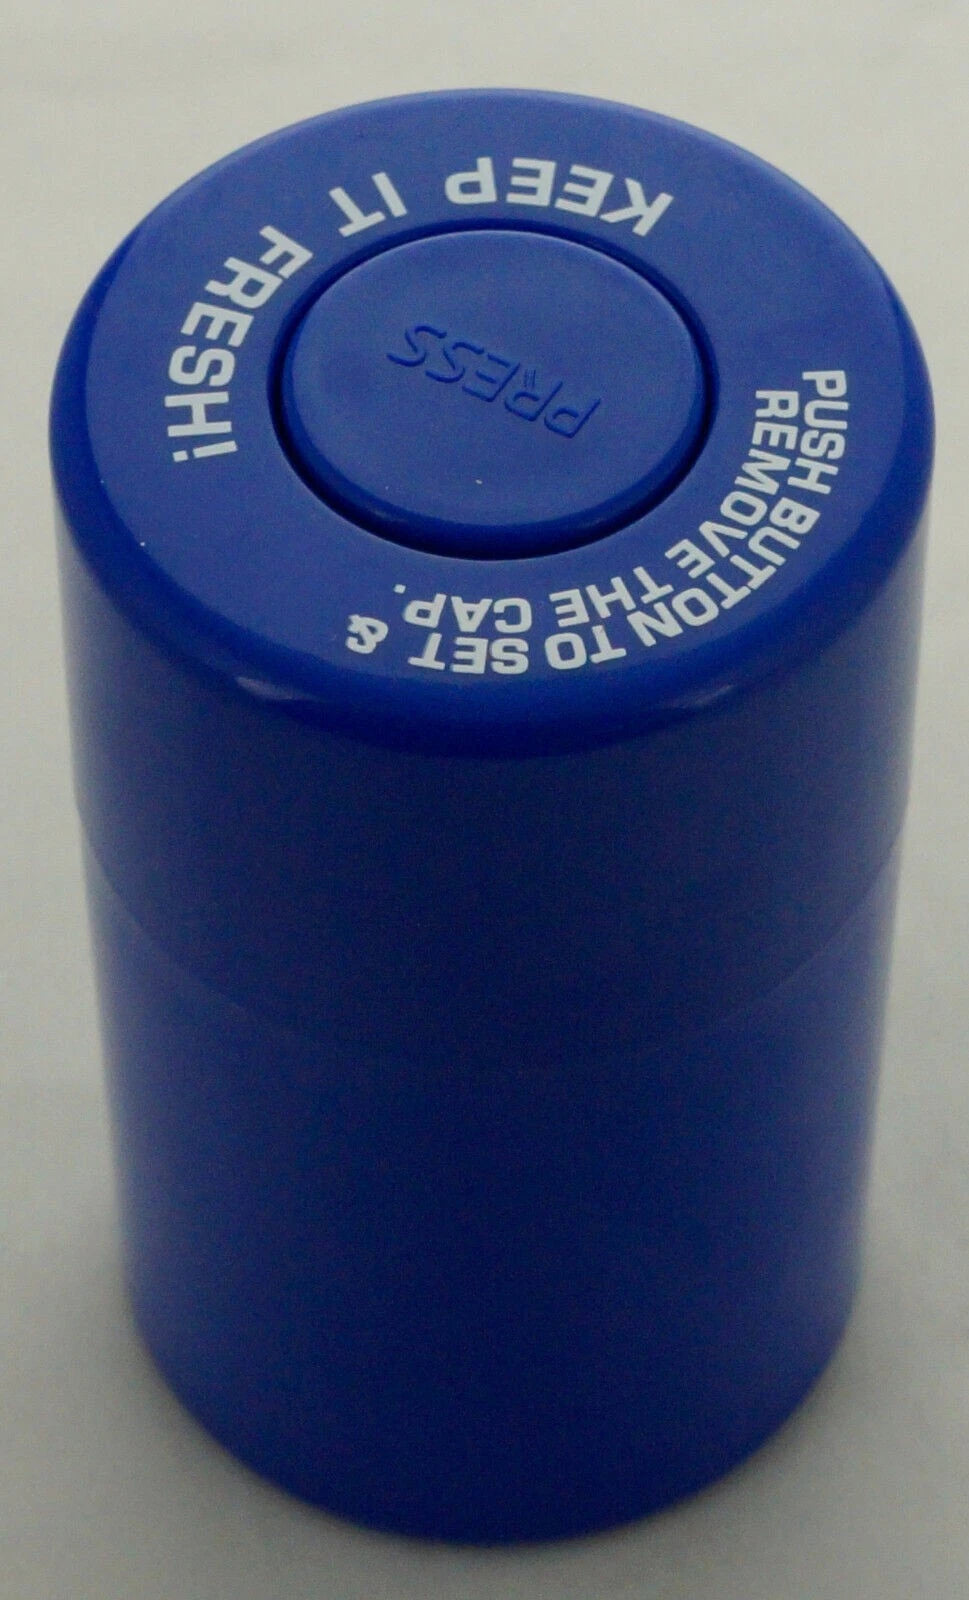 KEEP IT FRESH!
PRESS
PUSH BUTTON TO SET &
REMOVE THE CAP.